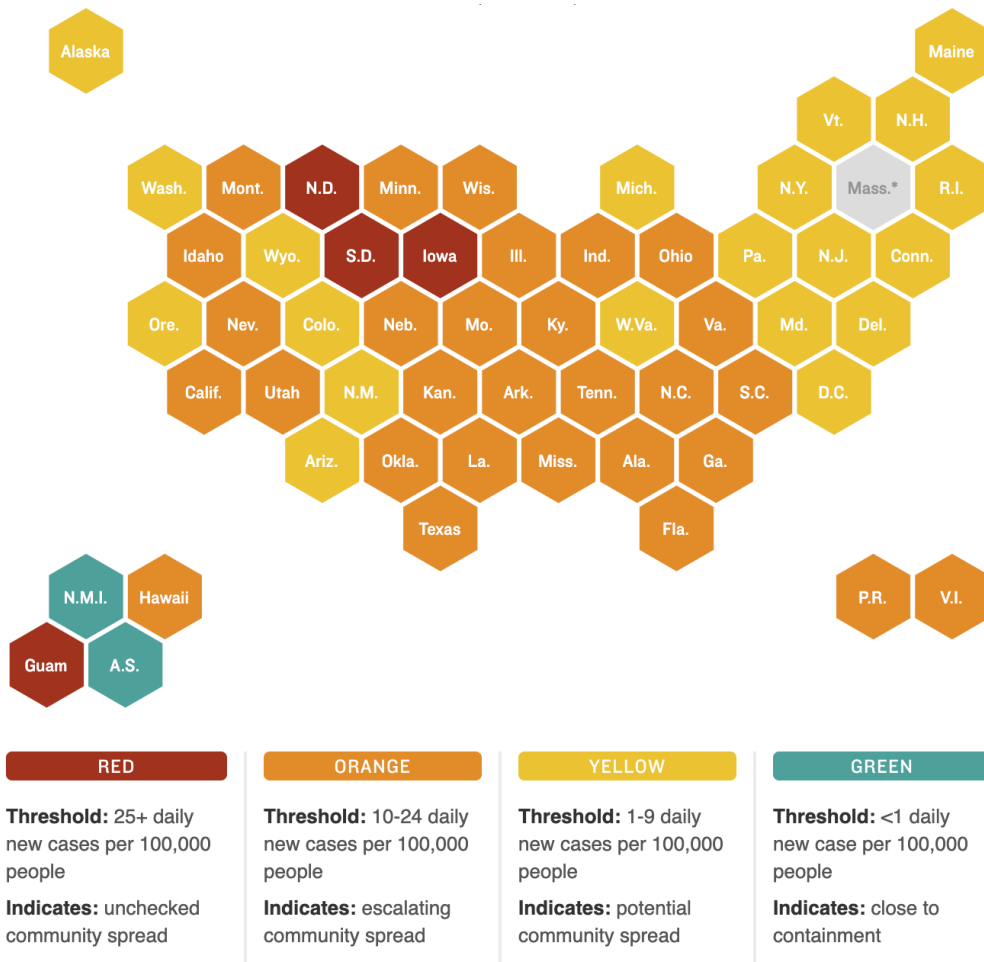 Alaska
Maine
Vt.
N.H.
Wash.
Mont.
N.D.
Minn.
Wis.
Mich.
N.Y.
Mass.*
R.I.
Idaho
Wyo.
S.D.
Iowa
Ill.
Ind.
Ohio
Pa.
N.J.
Conn.
Ore.
Nev.
Colo.
Neb.
Mo.
Ky.
W.Va.
Va.
Md.
Del.
Calif.
Utah
N.M.
Kan.
Ark.
Tenn.
N.C.
S.C.
D.C.
Ariz.
Okla.
La.
Miss.
Ala.
Ga.
Texas
Fla.
N.M.I.
Hawaii
P.R.
V.I.
Guam
A.S.
RED
Threshold: 25+ daily
new cases per 100,000
people
Indicates: unchecked
community spread
ORANGE
Threshold: 10-24 daily
new cases per 100,000
people
Indicates: escalating
community spread
YELLOW
Threshold: 1-9 daily
new cases per 100,000
people
Indicates: potential
community spread
GREEN
Threshold: <1 daily
new case per 100,000
people
Indicates: close to
containment